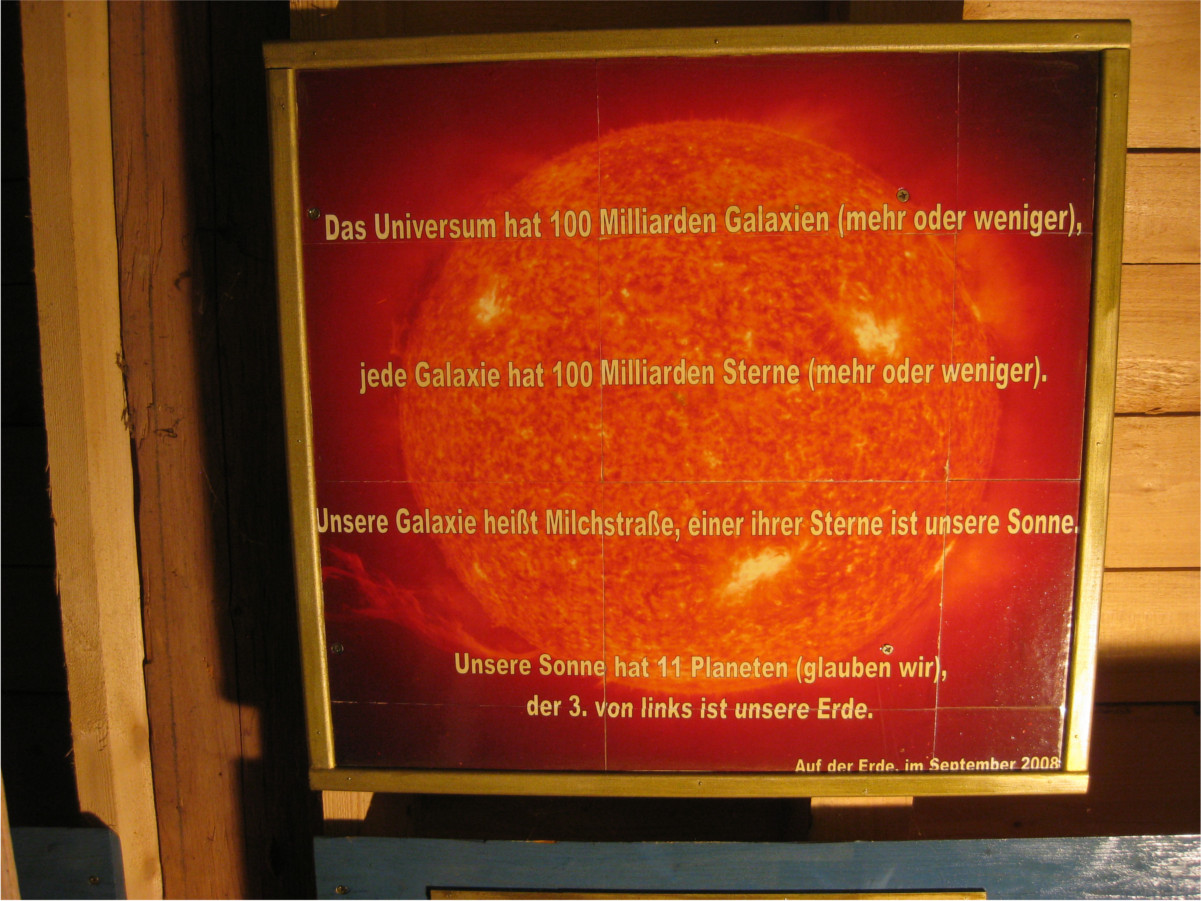 Das Universum hat 100 Milliarden Galaxien (mehr oder weniger),
jede Galaxie hat 100 Milliarden Sterne (mehr oder weniger).
Unsere Galaxie heißt Milchstraße, einer ihrer Sterne ist unsere Sonne.
Unsere Sonne hat 11 Planeten (glauben wir),
der 3. von links ist unsere Erde.
Auf der Erde, im September 2008